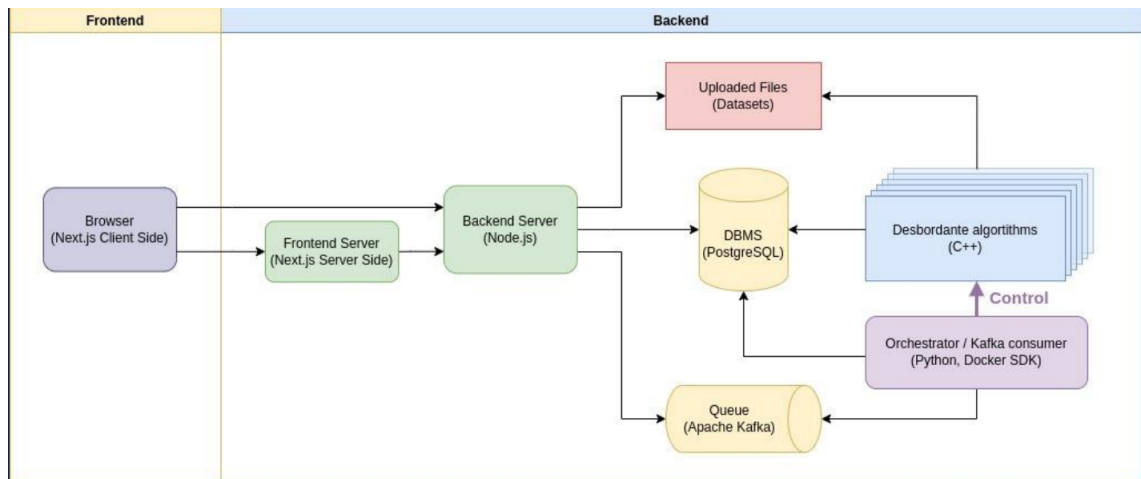 Frontend
Backend
Uploaded Files
(Datasets)
Browser
(Next.js Client Side)
Frontend Server
(Next.js Server Side)
Backend Server
(Node.js)
DBMS
(PostgreSQL)
Desbordante algortithms
(C++)
Control
Orchestrator / Kafka consumer
(Python, Docker SDK)
Queue
(Apache Kafka)